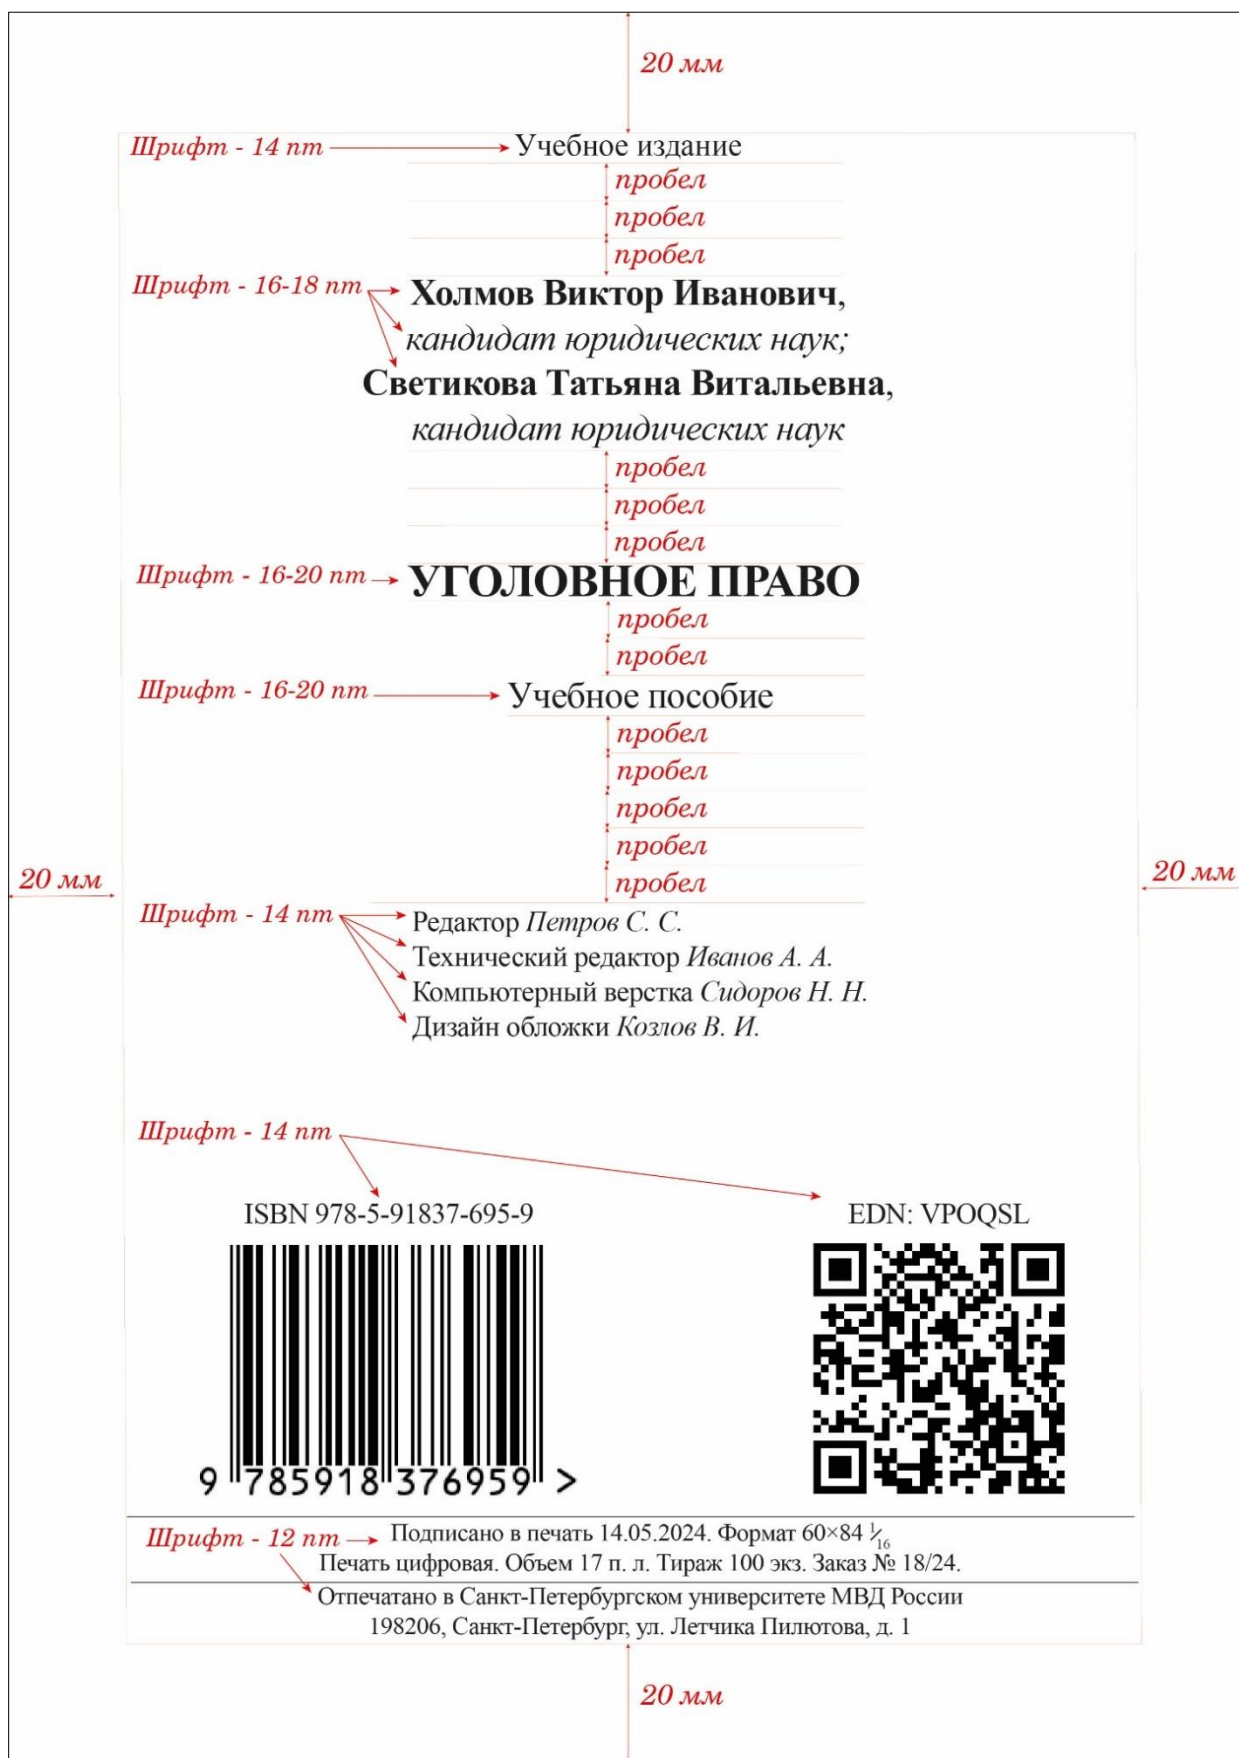 20 мм
Шрифт - 14 пт Учебное издание
пробел
пробел
пробел
Шрифт - 16-18 пт Холмов Виктор Иванович,
кандидат юридических наук;
Светикова Татьяна Витальевна,
кандидат юридических наук
пробел
пробел
пробел
Шрифт - 16-20 пт УГОЛОВНОЕ ПРАВО
пробел
пробел
Шрифт - 16-20 пт Учебное пособие
пробел
пробел
пробел
пробел
пробел
20 мм 20 мм
Шрифт - 14 пт Редактор Петров С. С.
Технический редактор Иванов А. А.
Компьютерный верстка Сидоров Н. Н.
Дизайн обложки Козлов В. И.
Шрифт - 14 пт
ISBN 978-5-91837-695-9 EDN: VPOQSL
9 785918 376959 >
Шрифт - 12 пт Подписано в печать 14.05.2024. Формат 60×84 1/16
Печать цифровая. Объем 17 п. л. Тираж 100 экз. Заказ № 18/24.
Отпечатано в Санкт-Петербургском университете МВД России
198206, Санкт-Петербург, ул. Летчика Пилютова, д. 1
20 мм